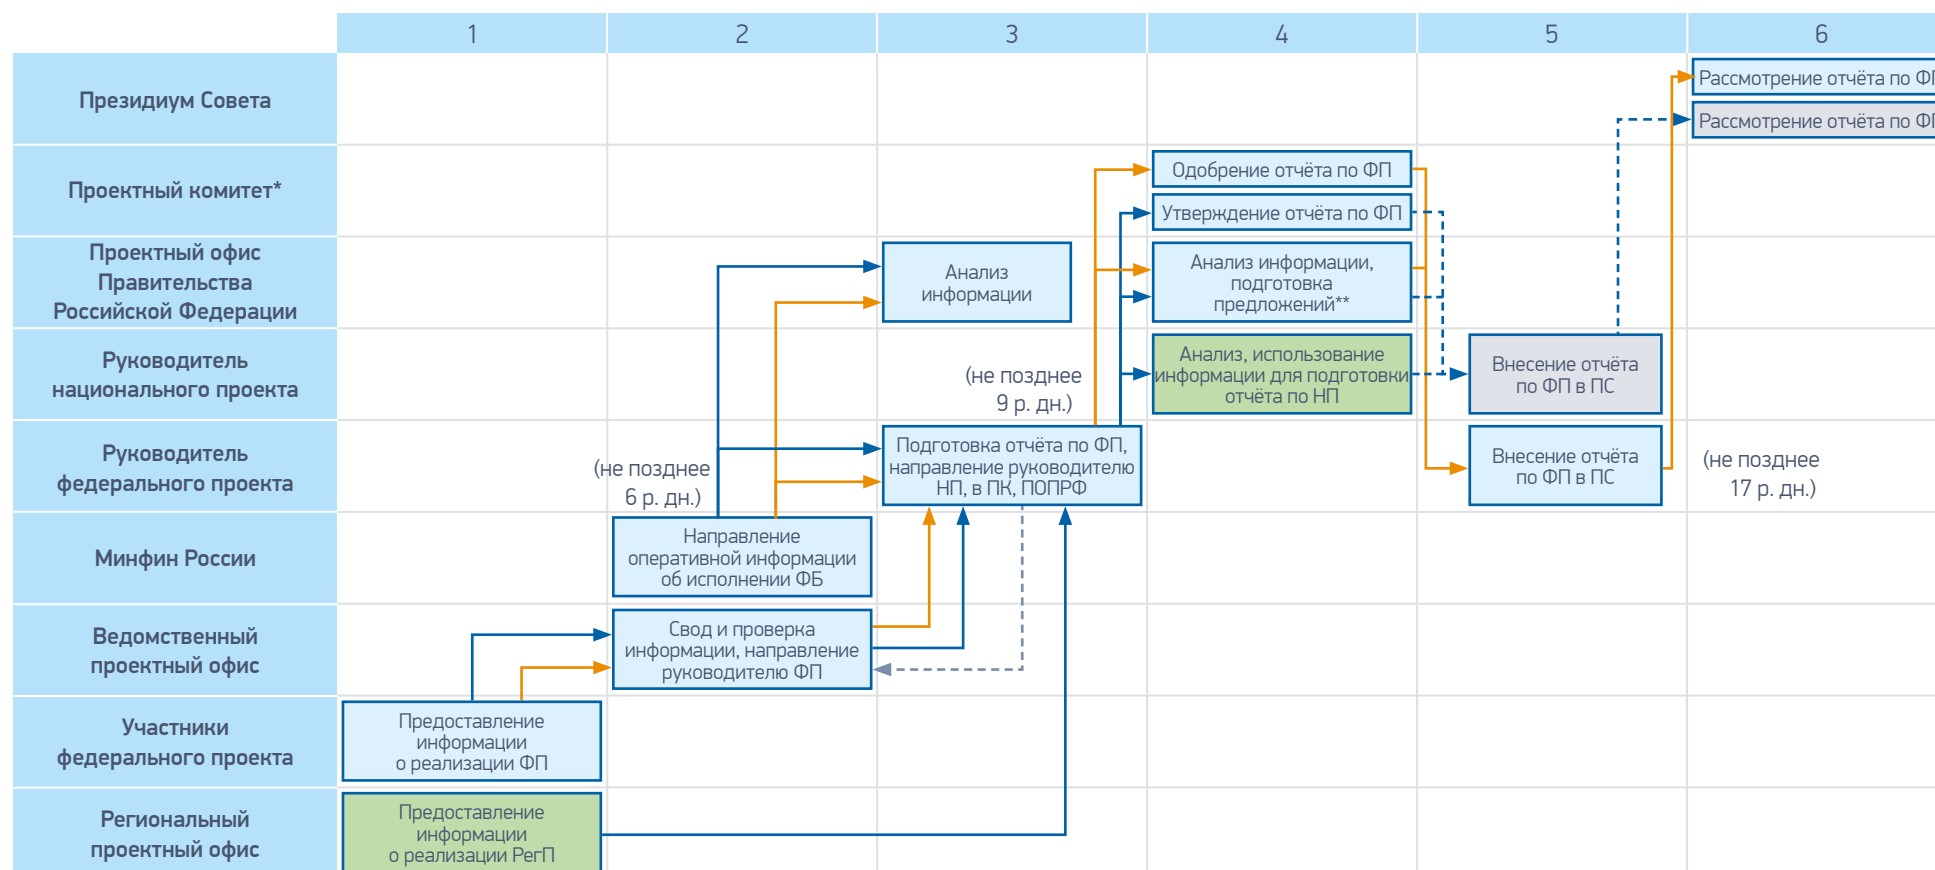 1 2 3 4 5 6
Президиум Совета
Рассмотрение отчёта по ФП
Рассмотрение отчёта по ФП
Проектный комитет*
Одобрение отчёта по ФП
Утверждение отчёта по ФП
Проектный офис
Правительства
Российской Федерации
Анализ
информации
Анализ информации,
подготовка
предложений**
Руководитель
национального проекта
(не позднее
9 р. дн.)
Анализ, использование
информации для подготовки
отчёта по НП
Внесение отчёта
по ФП в ПС
Руководитель
федерального проекта
(не позднее
6 р. дн.)
Подготовка отчёта по ФП,
направление руководителю
НП, в ПК, ПОПРФ
Внесение отчёта
по ФП в ПС
(не позднее
17 р. дн.)
Минфин России
Направление
оперативной информации
об исполнении ФБ
Ведомственный
проектный офис
Свод и проверка
информации, направление
руководителю ФП
Участники
федерального проекта
Предоставление
информации
о реализации ФП
Региональный
проектный офис
Предоставление
информации
о реализации РегП